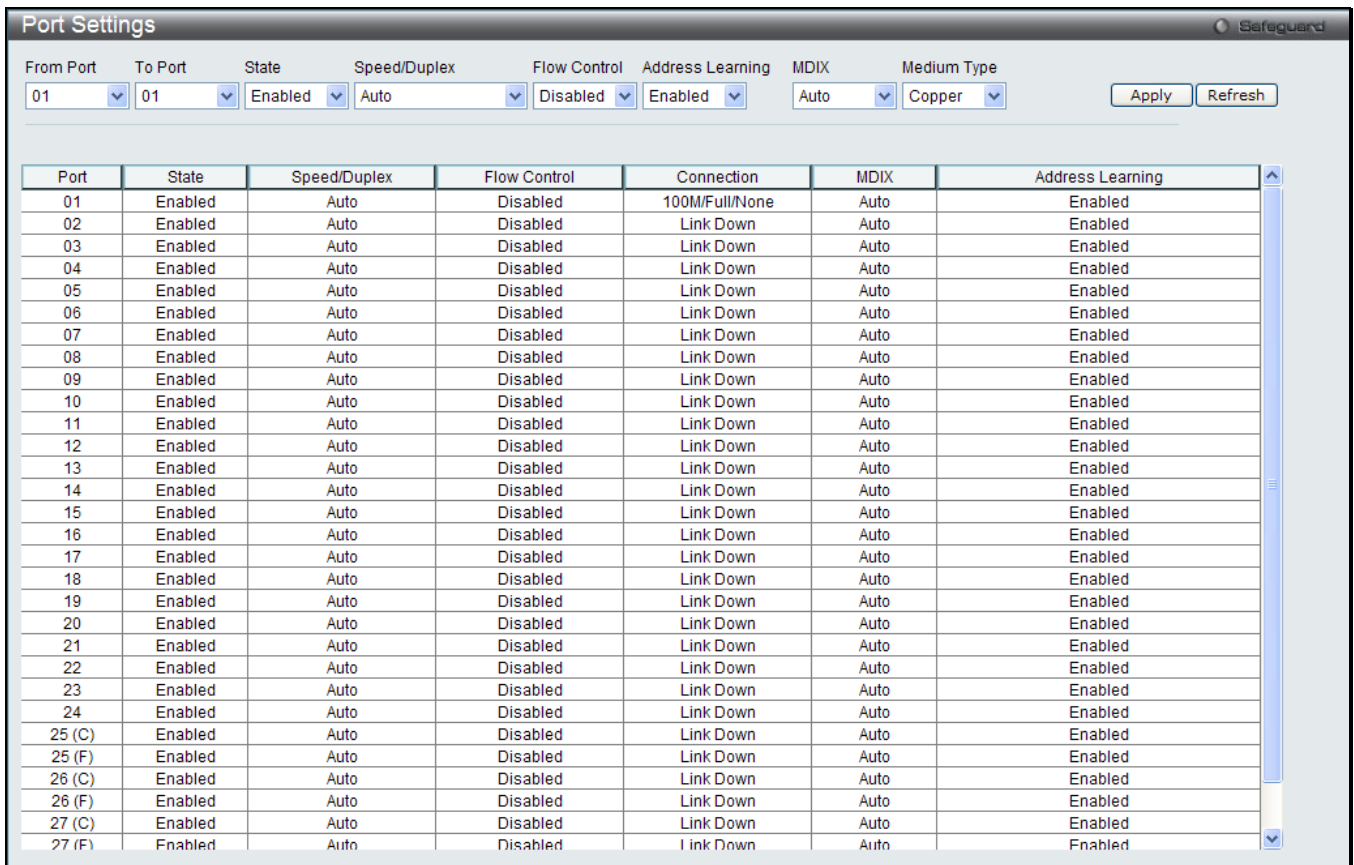 Port Settings
Safeguard
From Port To Port State Speed/Duplex Flow Control Address Learning MDIX Medium Type
01 01 Enabled Auto Disabled Enabled Auto Copper Apply Refresh
Port State Speed/Duplex Flow Control Connection MDIX Address Learning
01 Enabled Auto Disabled 100M/Full/None Auto Enabled
02 Enabled Auto Disabled Link Down Auto Enabled
03 Enabled Auto Disabled Link Down Auto Enabled
04 Enabled Auto Disabled Link Down Auto Enabled
05 Enabled Auto Disabled Link Down Auto Enabled
06 Enabled Auto Disabled Link Down Auto Enabled
07 Enabled Auto Disabled Link Down Auto Enabled
08 Enabled Auto Disabled Link Down Auto Enabled
09 Enabled Auto Disabled Link Down Auto Enabled
10 Enabled Auto Disabled Link Down Auto Enabled
11 Enabled Auto Disabled Link Down Auto Enabled
12 Enabled Auto Disabled Link Down Auto Enabled
13 Enabled Auto Disabled Link Down Auto Enabled
14 Enabled Auto Disabled Link Down Auto Enabled
15 Enabled Auto Disabled Link Down Auto Enabled
16 Enabled Auto Disabled Link Down Auto Enabled
17 Enabled Auto Disabled Link Down Auto Enabled
18 Enabled Auto Disabled Link Down Auto Enabled
19 Enabled Auto Disabled Link Down Auto Enabled
20 Enabled Auto Disabled Link Down Auto Enabled
21 Enabled Auto Disabled Link Down Auto Enabled
22 Enabled Auto Disabled Link Down Auto Enabled
23 Enabled Auto Disabled Link Down Auto Enabled
24 Enabled Auto Disabled Link Down Auto Enabled
25 (C) Enabled Auto Disabled Link Down Auto Enabled
25 (F) Enabled Auto Disabled Link Down Auto Enabled
26 (C) Enabled Auto Disabled Link Down Auto Enabled
26 (F) Enabled Auto Disabled Link Down Auto Enabled
27 (C) Enabled Auto Disabled Link Down Auto Enabled
27 (F) Enabled Auto Disabled Link Down Auto Enabled